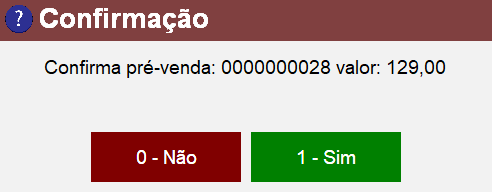 ? Confirmação
Confirma pré-venda: 0000000028 valor: 129,00
0 - Não 1 - Sim